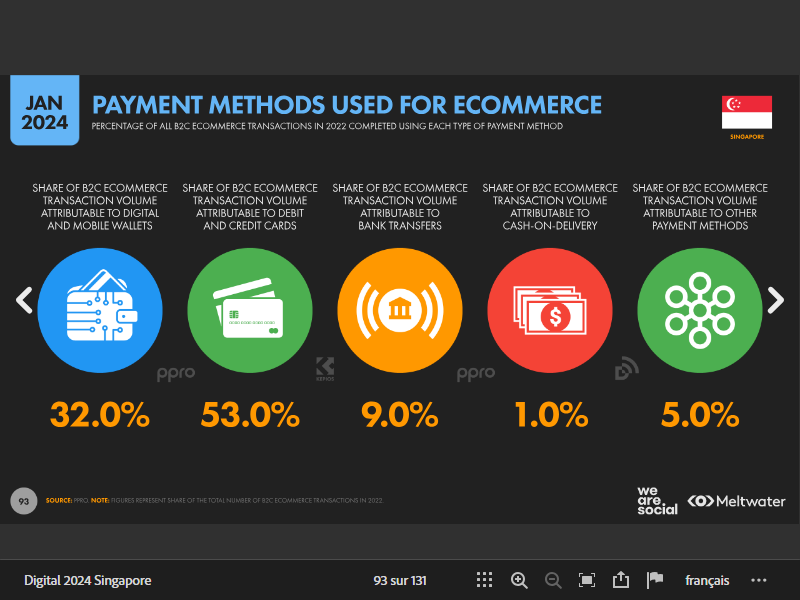 JAN
2024
PAYMENT METHODS USED FOR ECOMMERCE
PERCENTAGE OF ALL B2C ECOMMERCE TRANSACTIONS IN 2022 COMPLETED USING EACH TYPE OF PAYMENT METHOD
SINGAPORE
SHARE OF B2C ECOMMERCE
TRANSACTION VOLUME
ATTRIBUTABLE TO DIGITAL
AND MOBILE WALLETS
SHARE OF B2C ECOMMERCE
TRANSACTION VOLUME
ATTRIBUTABLE TO DEBIT
AND CREDIT CARDS
SHARE OF B2C ECOMMERCE
TRANSACTION VOLUME
ATTRIBUTABLE TO
BANK TRANSFERS
SHARE OF B2C ECOMMERCE
TRANSACTION VOLUME
ATTRIBUTABLE TO
CASH-ON-DELIVERY
SHARE OF B2C ECOMMERCE
TRANSACTION VOLUME
ATTRIBUTABLE TO OTHER
PAYMENT METHODS
$
ppro
KEPIOS
ppro
32.0%
53.0%
9.0%
1.0%
5.0%
93
SOURCE: PPRO. NOTE: FIGURES REPRESENT SHARE OF THE TOTAL NUMBER OF B2C ECOMMERCE TRANSACTIONS IN 2022.
we
are
social
Meltwater
Digital 2024 Singapore
93 sur 131
français